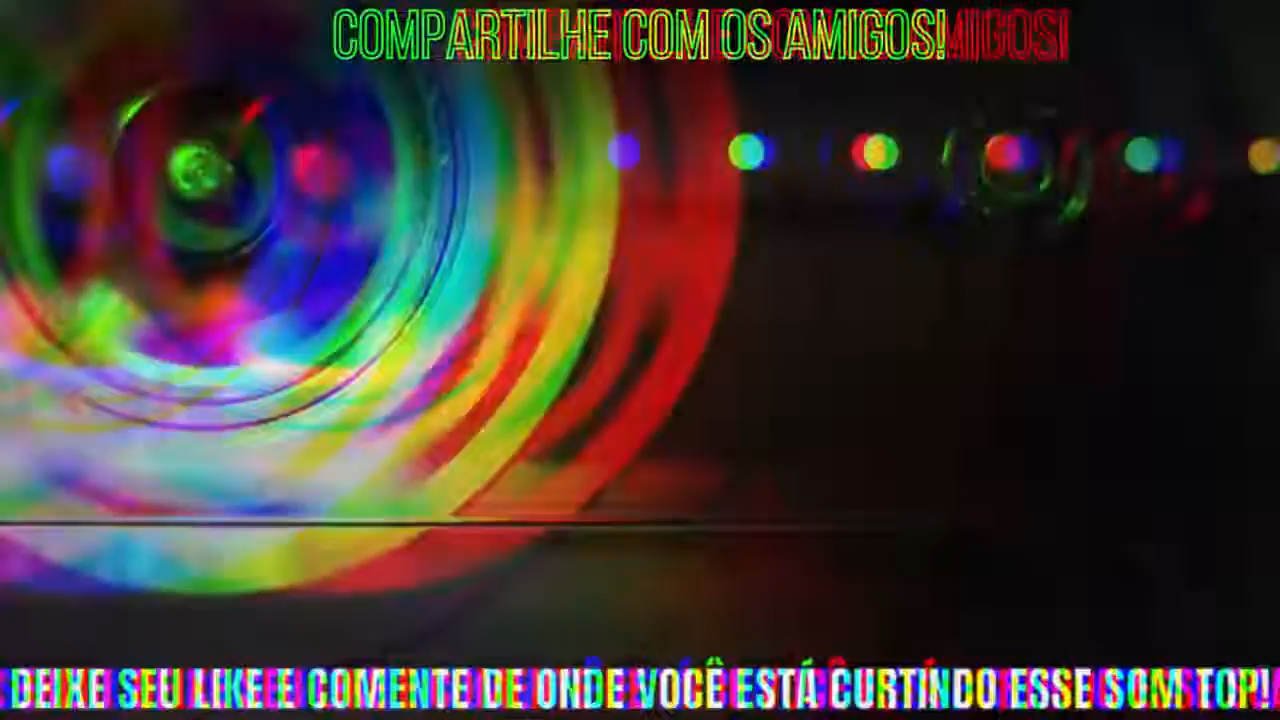 COMPARTILHE COM OS AMIGOS!
DEIXE SEU LIKE E COMENTE DE ONDE VOCÊ ESTÁ CURTINDO ESSE SOM TOP!